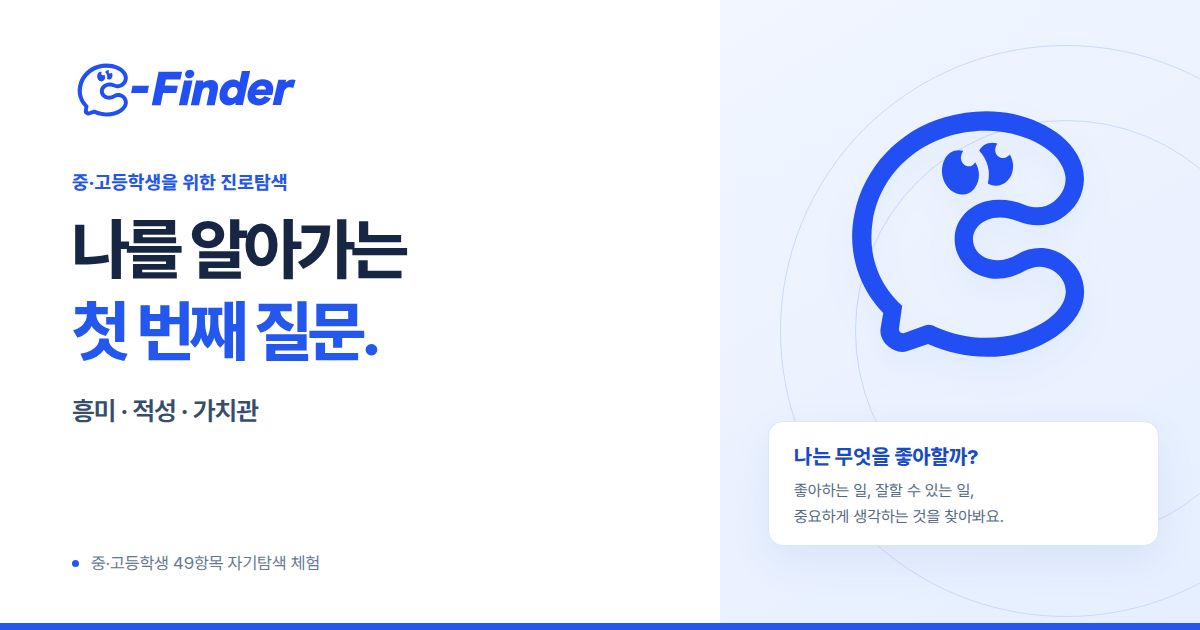 C-Finder
중·고등학생을 위한 진로탐색
나를 알아가는
첫 번째 질문.
흥미 · 적성 · 가치관
중·고등학생 49항목 자기탐색 체험
나는 무엇을 좋아할까?
좋아하는 일, 잘할 수 있는 일,
중요하게 생각하는 것을 찾아봐요.